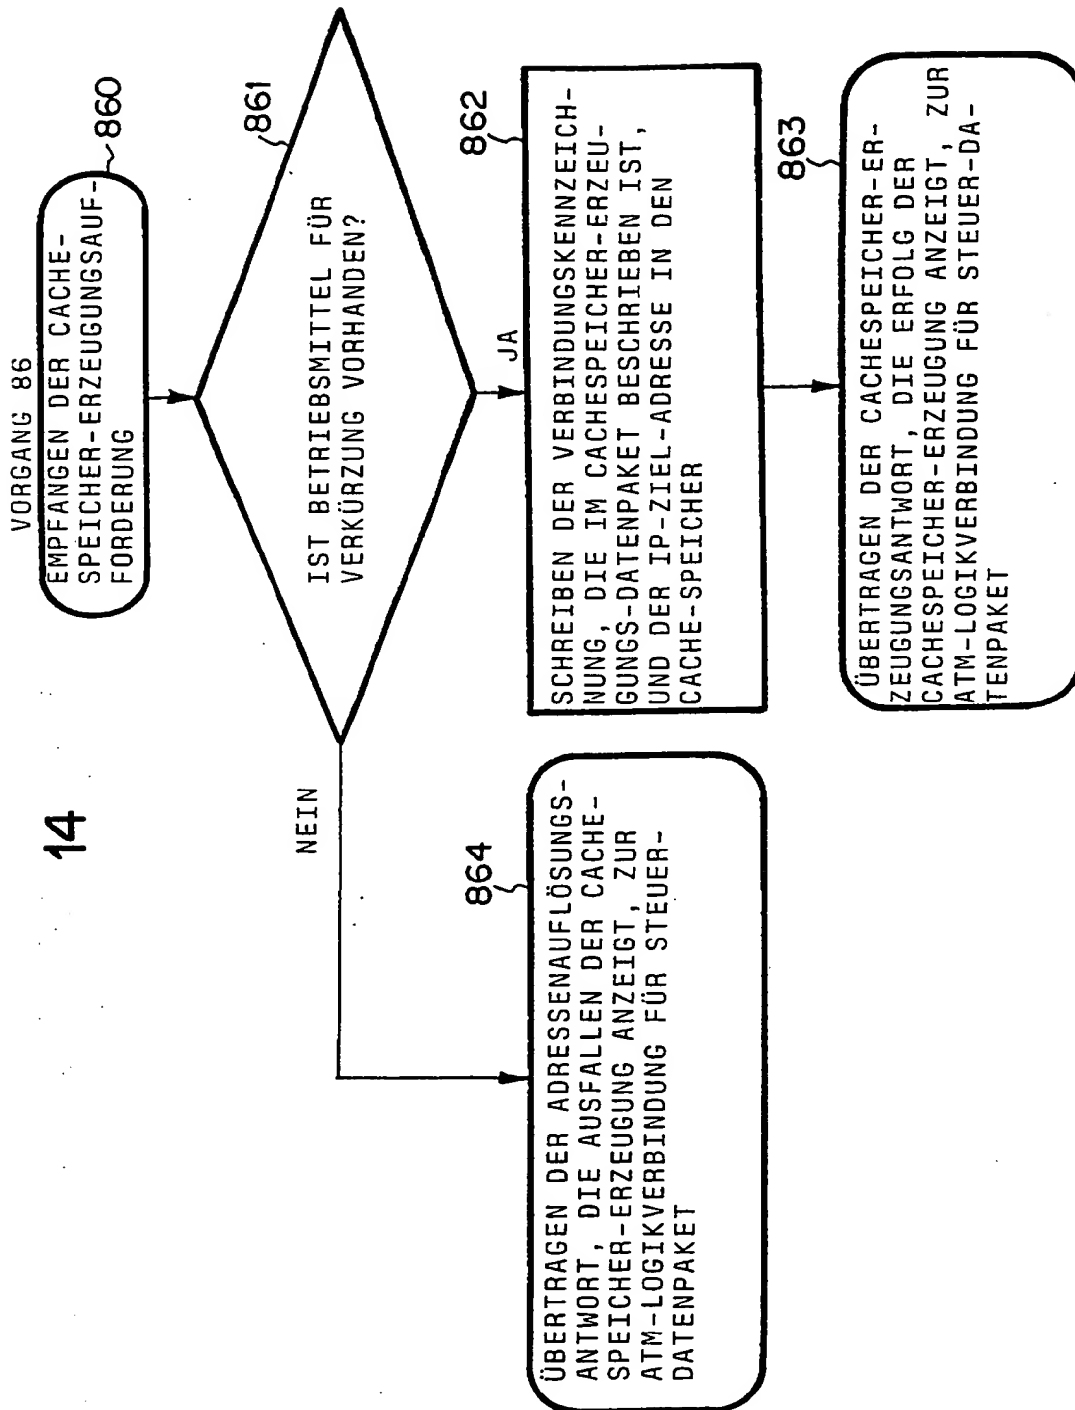 14
VORGANG 86
EMPFANGEN DER CACHE-
SPEICHER-ERZEUGUNGSAUF-
FORDERUNG
860
IST BETRIEBSMITTEL FÜR
VERKÜRZUNG VORHANDEN?
861
NEIN
JA
862
SCHREIBEN DER VERBINDUNGSKENNZEICH-
NUNG, DIE IM CACHESPEICHER-ERZEU-
GUNGS-DATENPAKET BESCHRIEBEN IST,
UND DER IP-ZIEL-ADRESSE IN DEN
CACHE-SPEICHER
863
ÜBERTRAGEN DER CACHESPEICHER-ER-
ZEUGUNGSANTWORT, DIE ERFOLG DER
CACHESPEICHER-ERZEUGUNG ANZEIGT, ZUR
ATM-LOGIKVERBINDUNG FÜR STEUER-DA-
TENPAKET
864
ÜBERTRAGEN DER ADRESSENAUFLÖSUNGS-
ANTWORT, DIE AUSFALLEN DER CACHE-
SPEICHER-ERZEUGUNG ANZEIGT, ZUR
ATM-LOGIKVERBINDUNG FÜR STEUER-
DATENPAKET